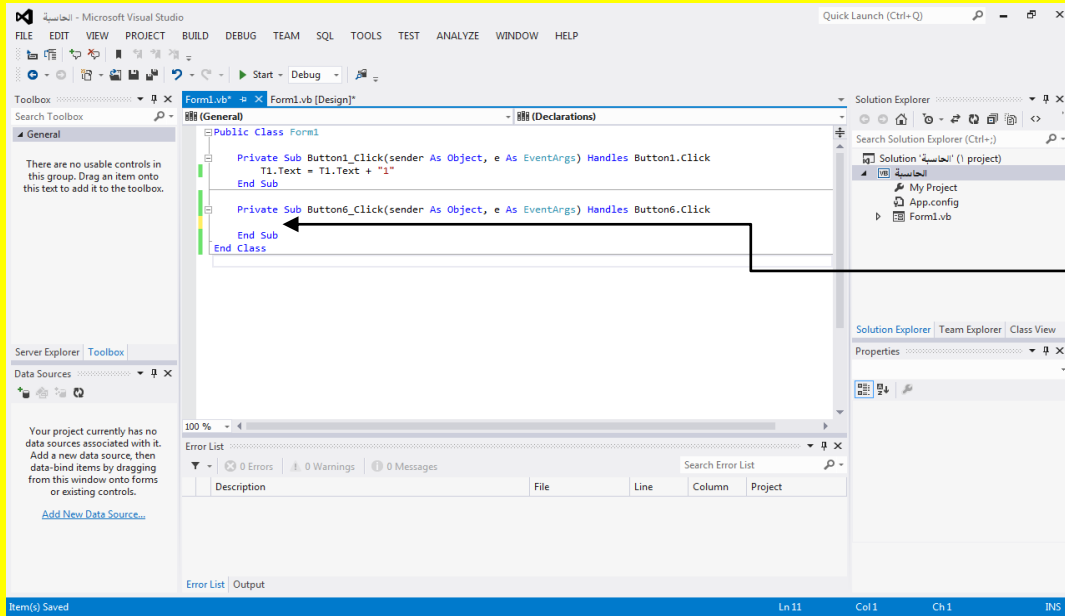 الحاسبة - Microsoft Visual Studio
Quick Launch (Ctrl+Q)
FILE EDIT VIEW PROJECT BUILD DEBUG TEAM SQL TOOLS TEST ANALYZE WINDOW HELP
Start Debug
Toolbox
Search Toolbox
General
There are no usable controls in
this group. Drag an item onto
this text to add it to the toolbox.
Server Explorer Toolbox
Data Sources
Your project currently has no
data sources associated with it.
Add a new data source, then
data-bind items by dragging
from this window onto forms
or existing controls.
Add New Data Source...
Form1.vb* Form1.vb [Design]*
(General) (Declarations)
Public Class Form1
Private Sub Button1_Click(sender As Object, e As EventArgs) Handles Button1.Click
T1.Text = T1.Text + "1"
End Sub
Private Sub Button6_Click(sender As Object, e As EventArgs) Handles Button6.Click
End Sub
End Class
100 %
Error List
0 Errors 0 Warnings 0 Messages
Search Error List
Description File Line Column Project
Error List Output
Solution Explorer
Search Solution Explorer (Ctrl+;)
Solution 'الحاسبة' (١ project)
VB الحاسبة
My Project
App.config
Form1.vb
Solution Explorer Team Explorer Class View
Properties
Item(s) Saved Ln 11 Col 1 Ch 1 INS